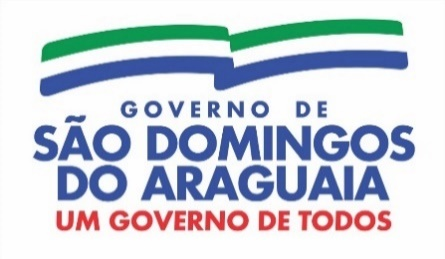 GOVERNO DE
SÃO DOMINGOS
DO ARAGUAIA
UM GOVERNO DE TODOS